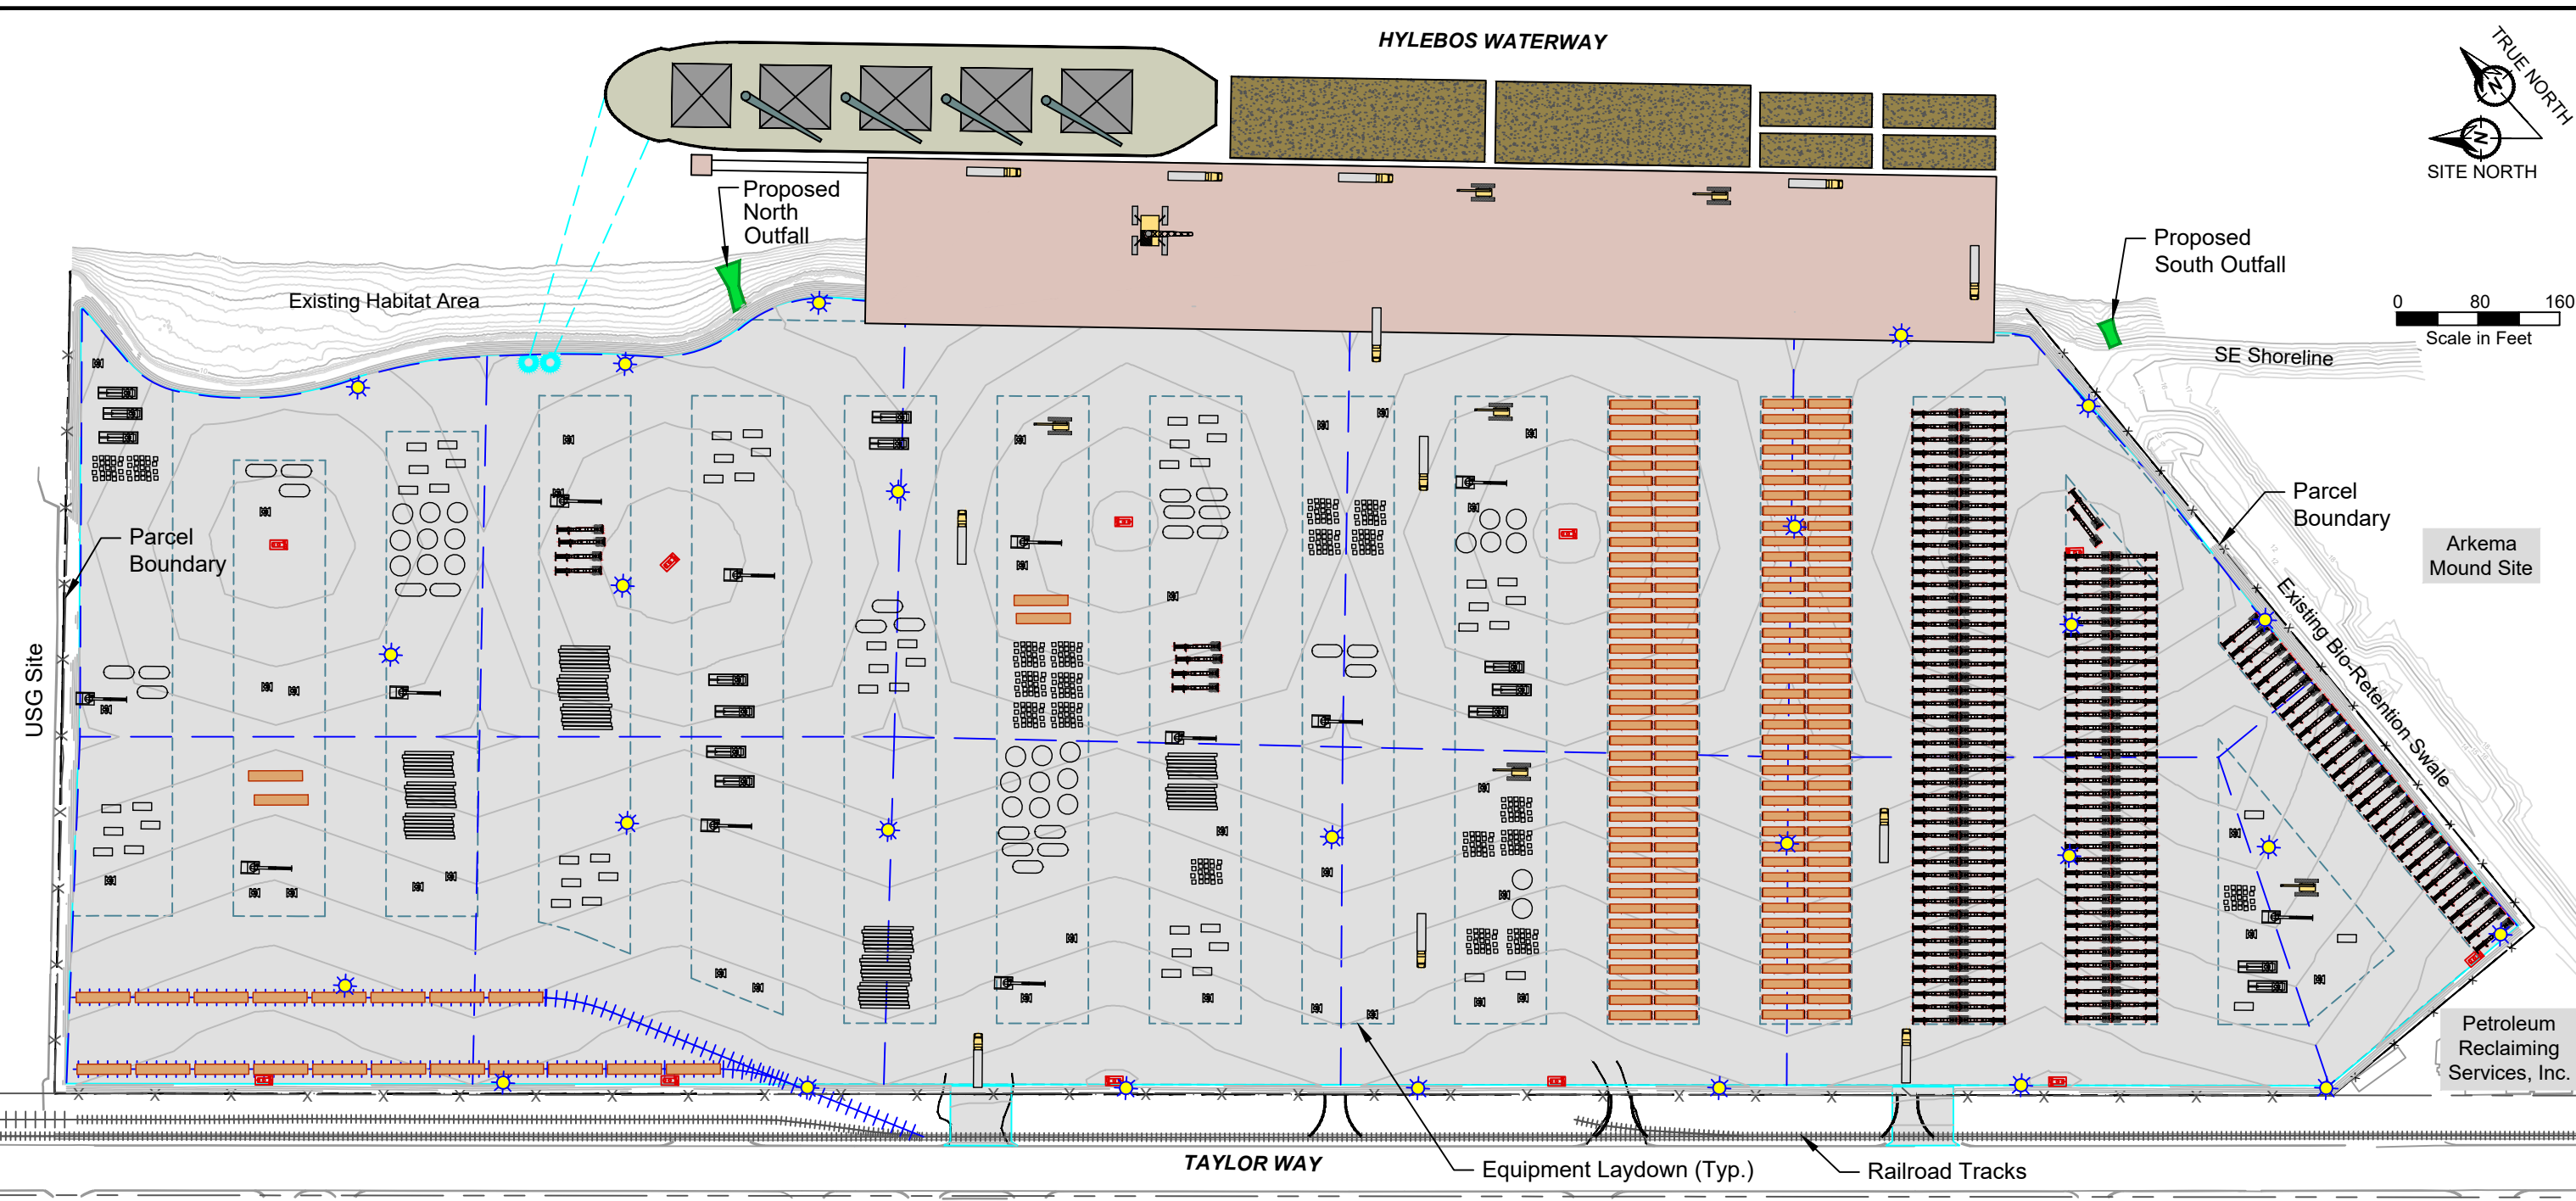 HYLEBOS WATERWAY
TRUE NORTH
N
N
SITE NORTH
Proposed
North
Outfall
Proposed
South Outfall
0 80 160
Scale in Feet
Existing Habitat Area
SE Shoreline
Parcel
Boundary
Parcel
Boundary
Arkema
Mound Site
USG Site
Existing Bio-Retention Swale
Petroleum
Reclaiming
Services, Inc.
TAYLOR WAY
Equipment Laydown (Typ.)
Railroad Tracks